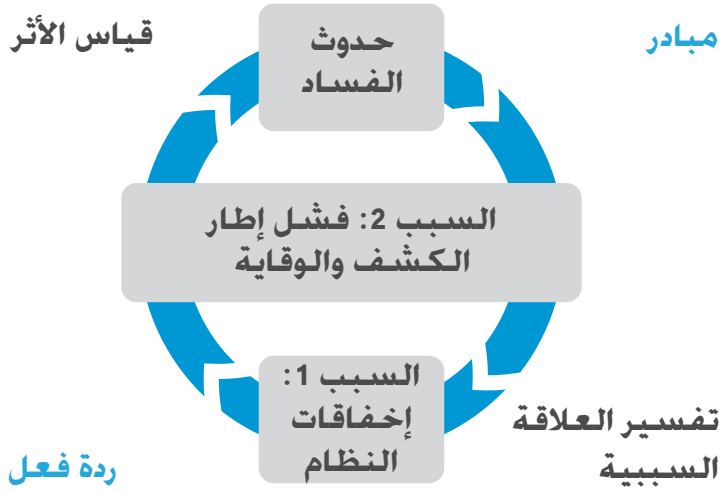 مبادر
حدوث
الفساد
قياس الأثر
السبب 2: فشل إطار
الكشف والوقاية
السبب 1:
إخفاقات
النظام
تفسير العلاقة
السببية
ردة فعل